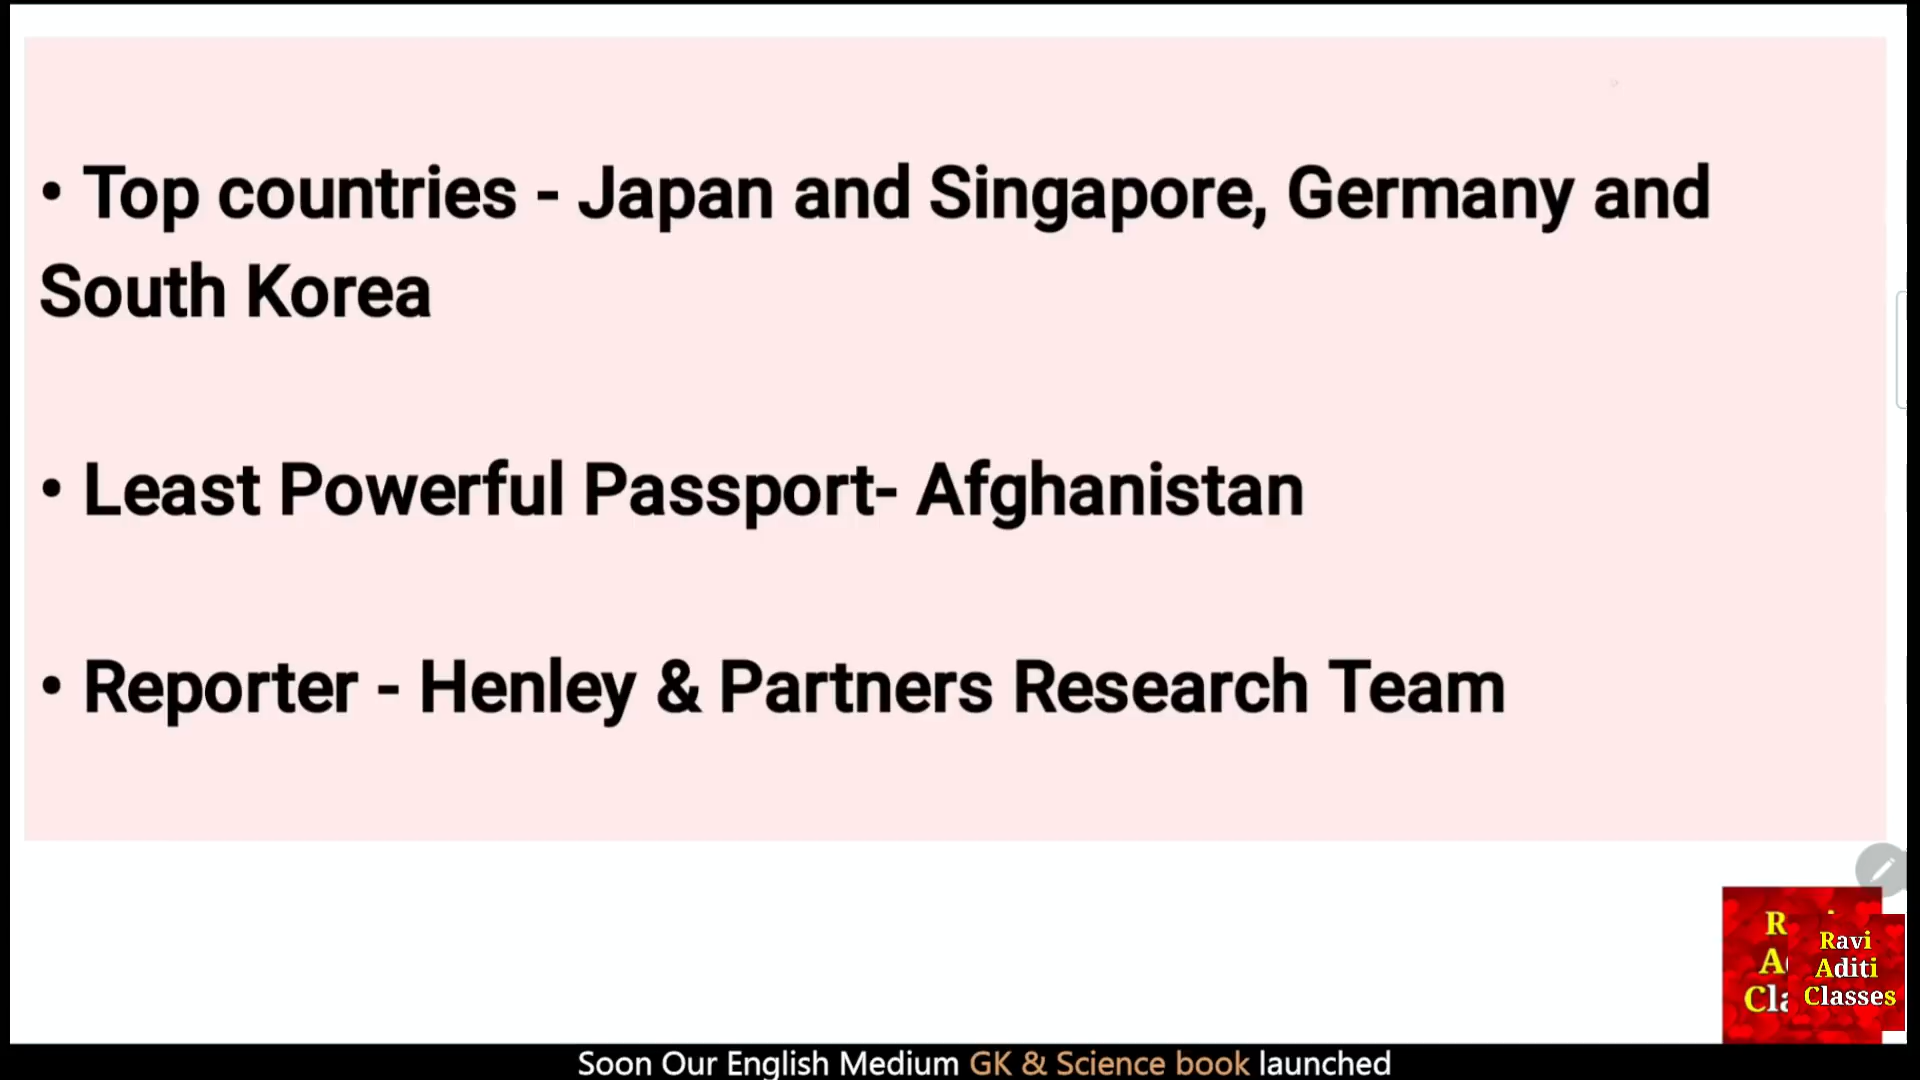 • Top countries - Japan and Singapore, Germany and
South Korea
• Least Powerful Passport- Afghanistan
• Reporter - Henley & Partners Research Team
R
A
Cla
Ravi
Aditi
Classes
Soon Our English Medium GK & Science book launched